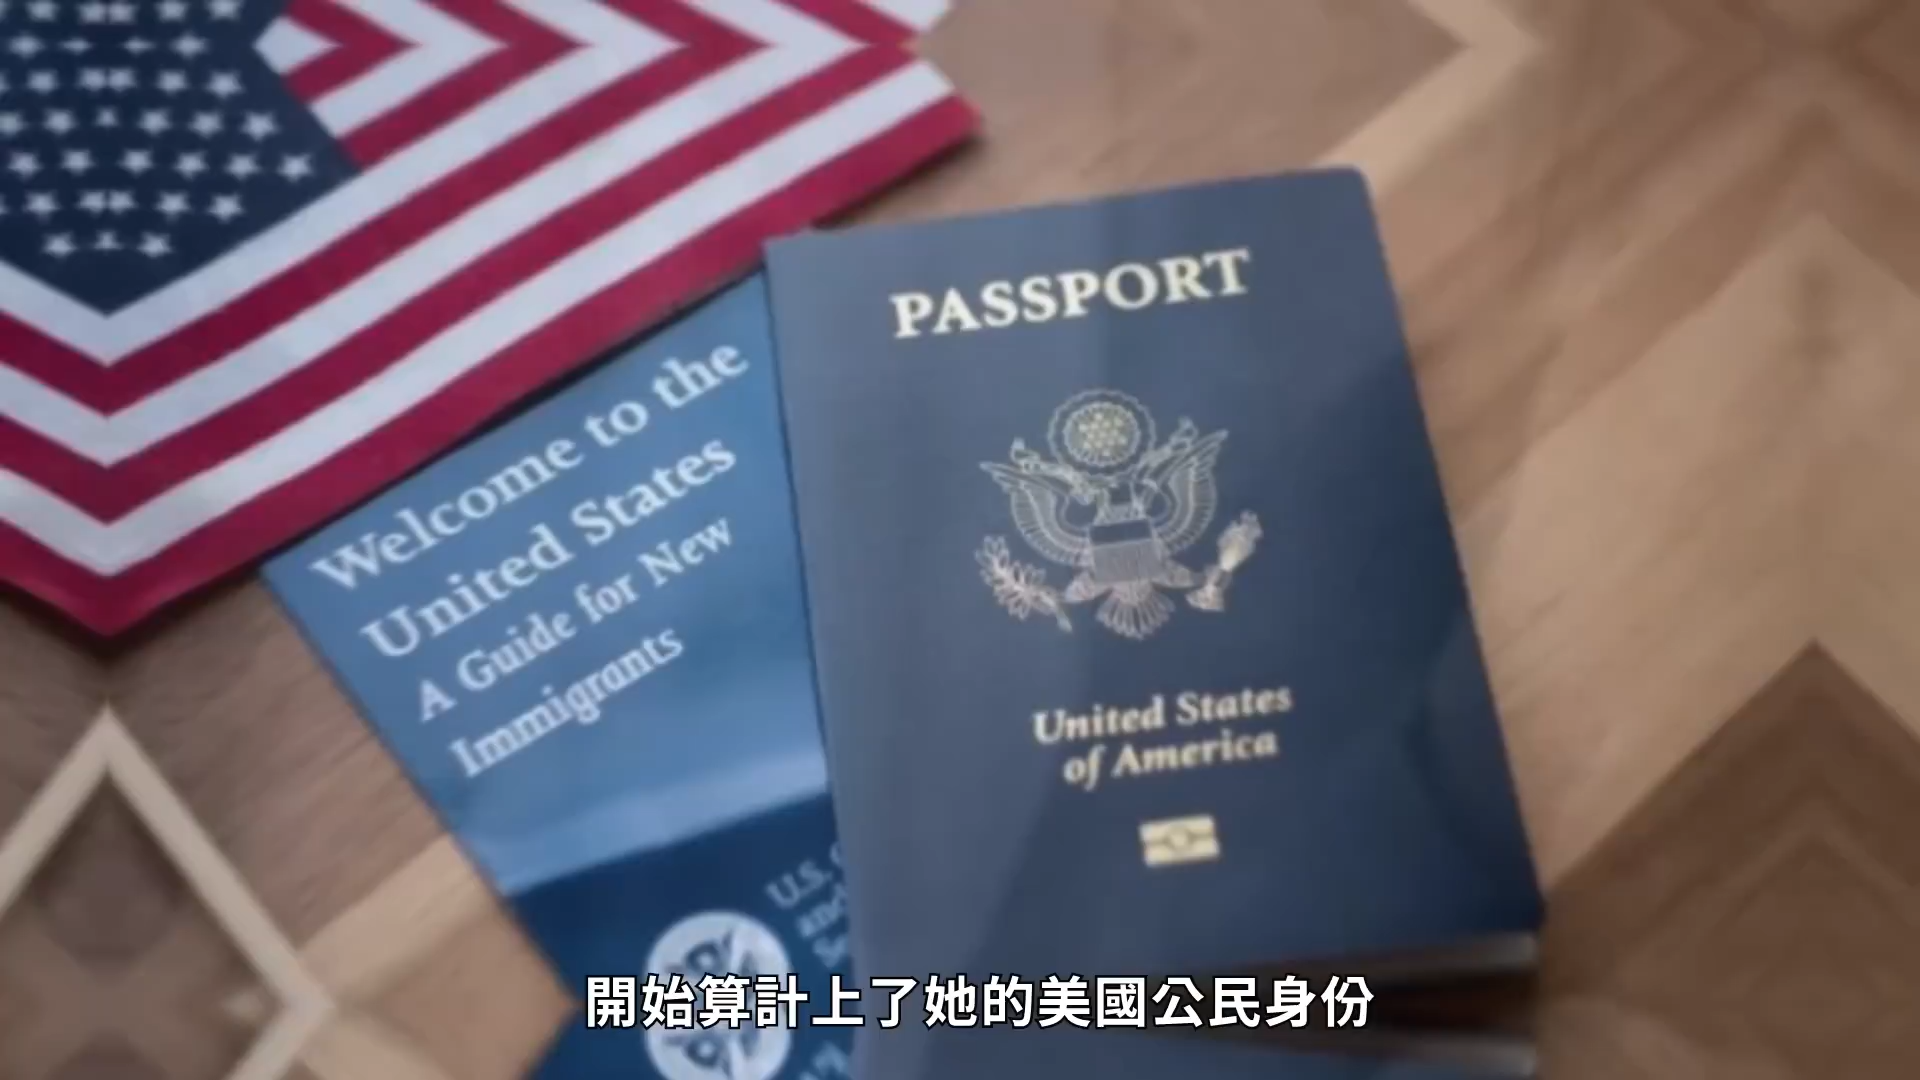 PASSPORT
United States
of America
Welcome to the
United States
A Guide for New
Immigrants
U.S.
and
開始算計上了她的美國公民身份